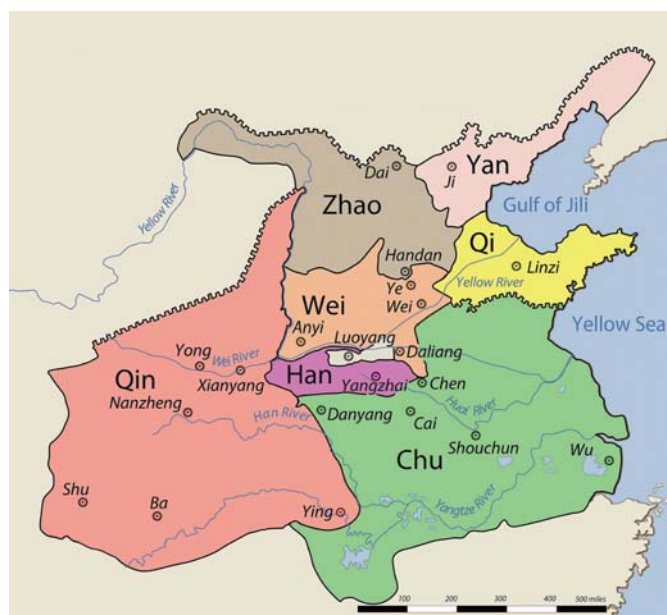 Yan
Dai
Ji
Zhao
Gulf of Jili
Yellow River
Qi
Handan
Linzi
Ye
Yellow River
Wei
Wei
Yellow Sea
Anyi
Luoyang
Daliang
Yong
Wei River
Han
Qin
Xianyang
Yangzhai
Chen
Nanzheng
Han River
Danyang
Cai
Huai River
Shouchun
Chu
Wu
Shu
Ba
Ying
Yangtze River
100 200 300 400 500 miles